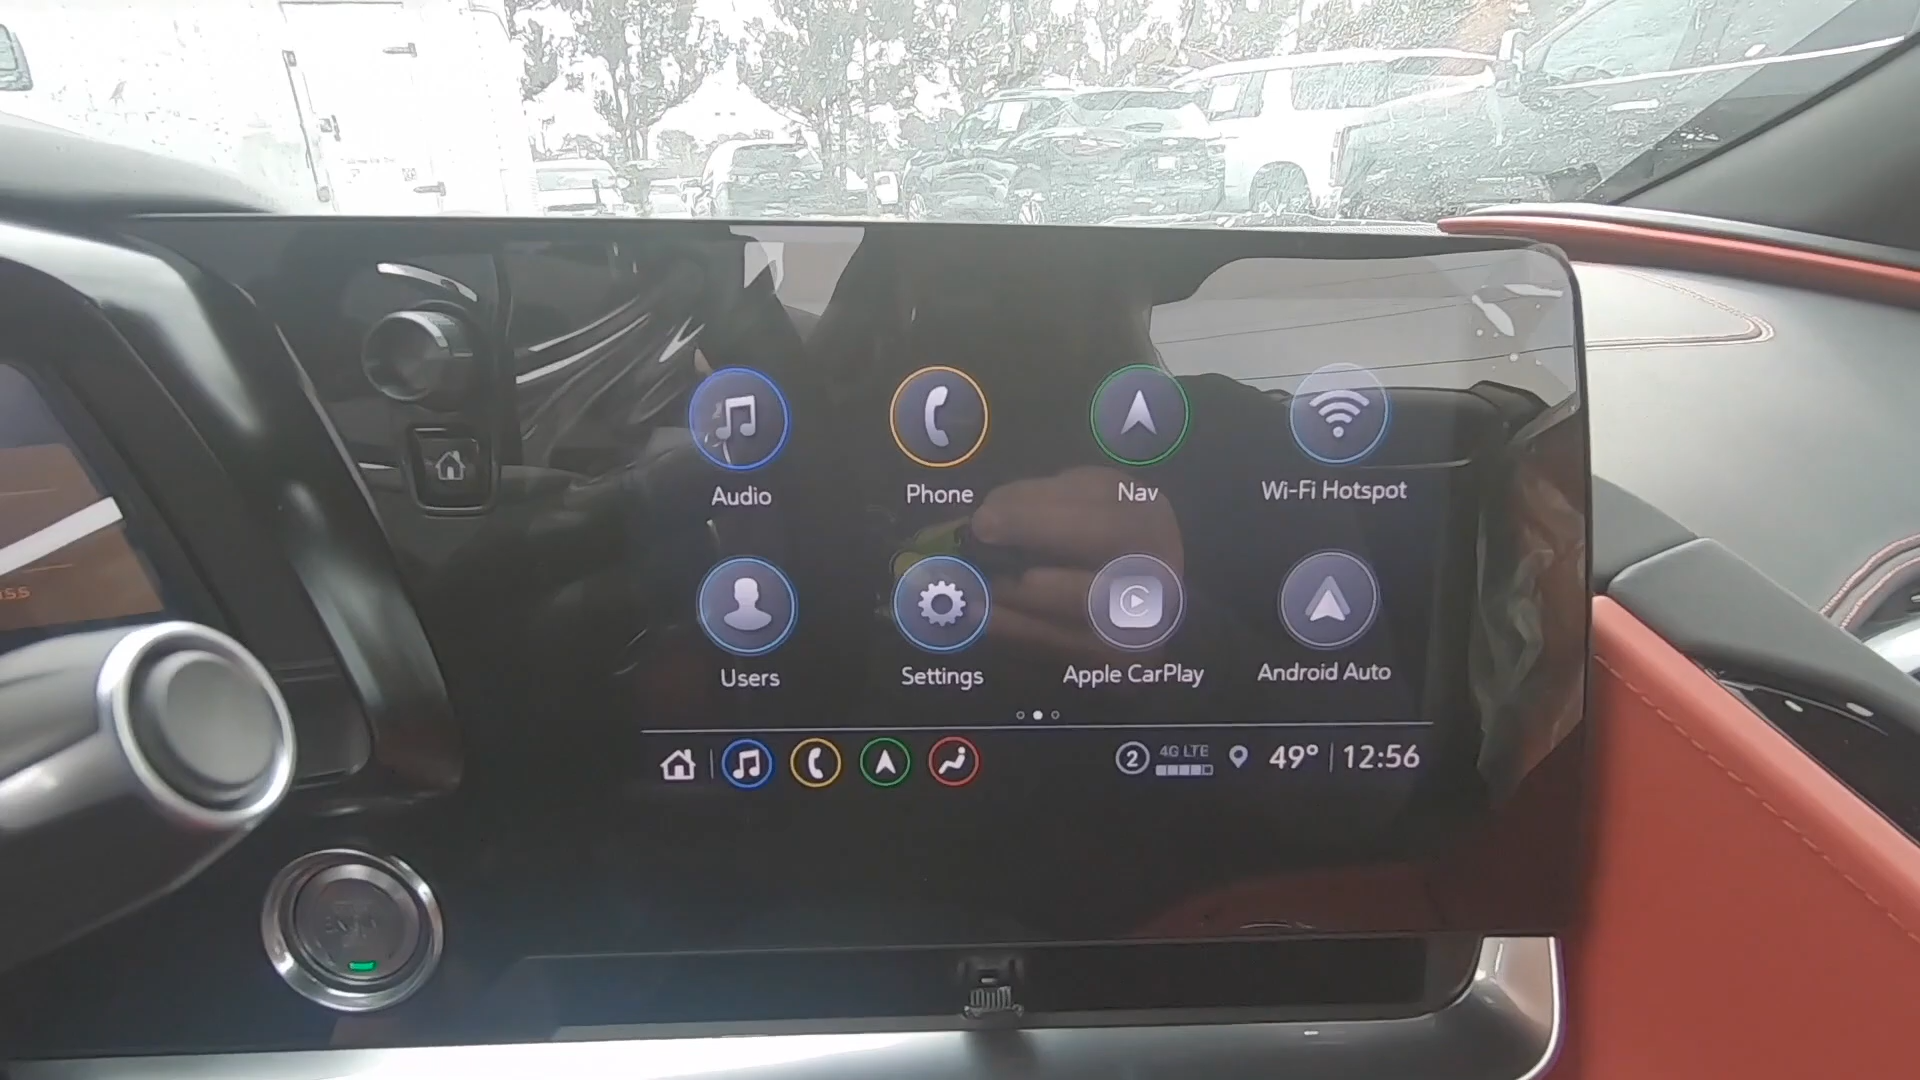 Audio
Phone
Nav
Wi-Fi Hotspot
Users
Settings
Apple CarPlay
Android Auto
2
4G LTE
49°
12:56